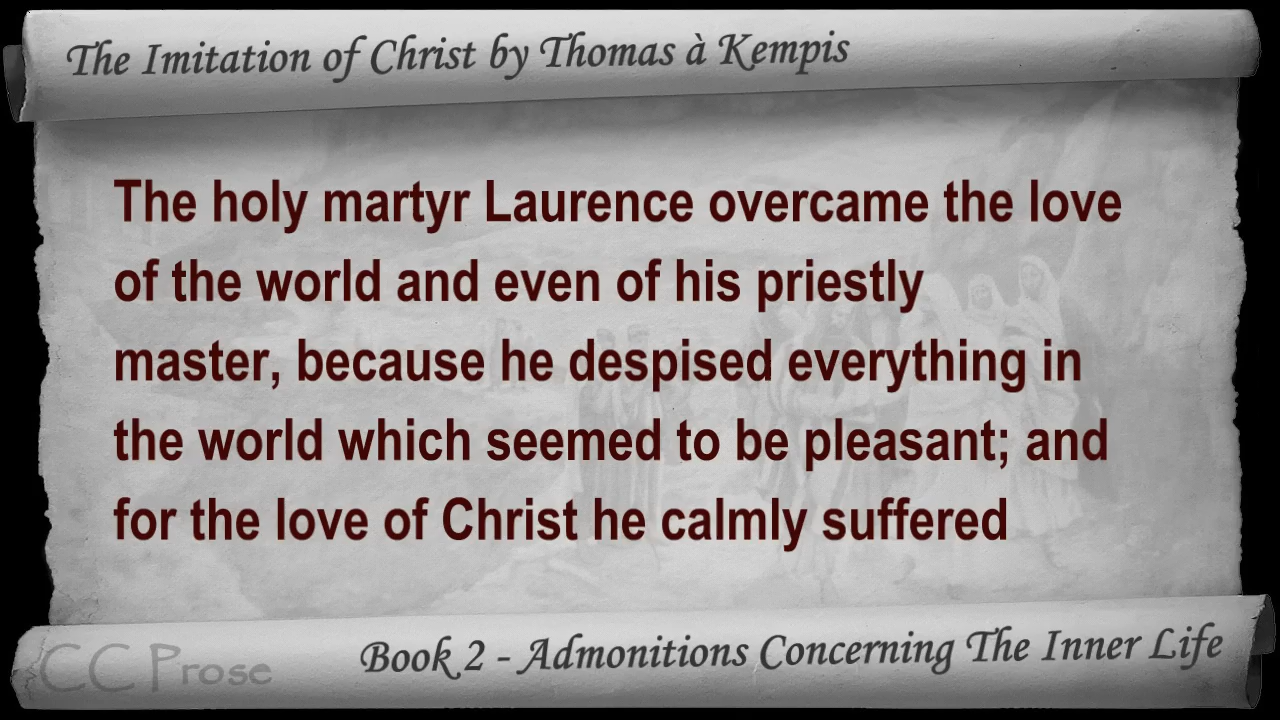 The Imitation of Christ by Thomas à Kempis
The holy martyr Laurence overcame the love
of the world and even of his priestly
master, because he despised everything in
the world which seemed to be pleasant; and
for the love of Christ he calmly suffered
CC Prose
Book 2 - Admonitions Concerning The Inner Life